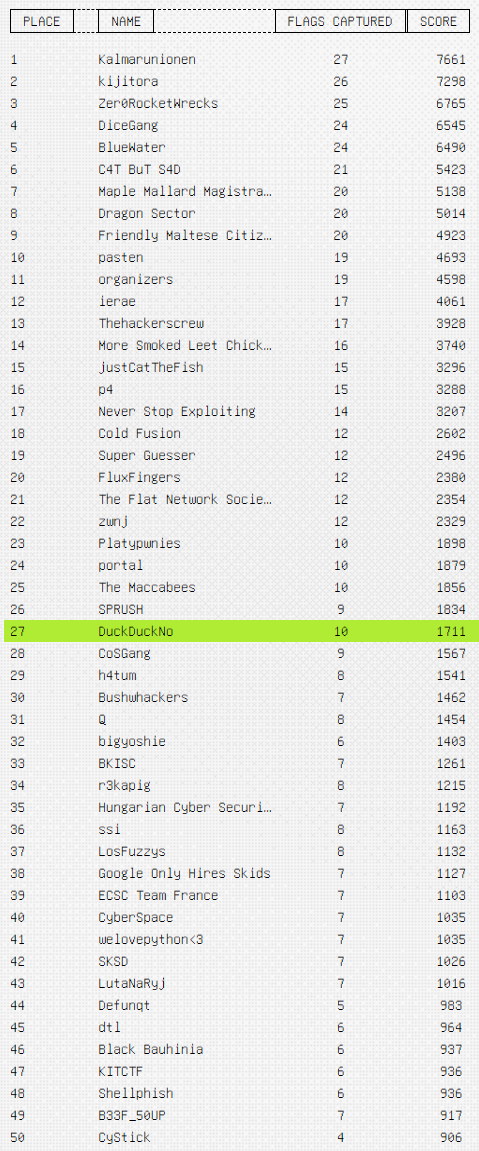 PLACE NAME FLAGS CAPTURED SCORE
1 Kalmarunionen 27 7661
2 kijitora 26 7298
3 Zer0RocketWrecks 25 6765
4 DiceGang 24 6545
5 BlueWater 24 6490
6 C4T BuT S4D 21 5423
7 Maple Mallard Magistra… 20 5138
8 Dragon Sector 20 5014
9 Friendly Maltese Citiz… 20 4923
10 pasten 19 4693
11 organizers 19 4598
12 ierae 17 4061
13 Thehackerscrew 17 3928
14 More Smoked Leet Chick… 16 3740
15 justCatTheFish 15 3296
16 p4 15 3288
17 Never Stop Exploiting 14 3207
18 Cold Fusion 12 2602
19 Super Guesser 12 2496
20 FluxFingers 12 2380
21 The Flat Network Socie… 12 2354
22 zwnj 12 2329
23 Platypwnies 10 1898
24 portal 10 1879
25 The Maccabees 10 1856
26 SPRUSH 9 1834
27 DuckDuckNo 10 1711
28 CoSGang 9 1567
29 h4tum 8 1541
30 Bushwhackers 7 1462
31 Q 8 1454
32 bigyoshie 6 1403
33 BKISC 7 1261
34 r3kapig 8 1215
35 Hungarian Cyber Securi… 7 1192
36 ssi 8 1163
37 LosFuzzys 8 1132
38 Google Only Hires Skids 7 1127
39 ECSC Team France 7 1103
40 CyberSpace 7 1035
41 welovepython<3 7 1035
42 SKSD 7 1026
43 LutaNaRyj 7 1016
44 Defunqt 5 983
45 dtl 6 964
46 Black Bauhinia 6 937
47 KITCTF 6 936
48 Shellphish 6 936
49 B33F_50UP 7 917
50 CyStick 4 906